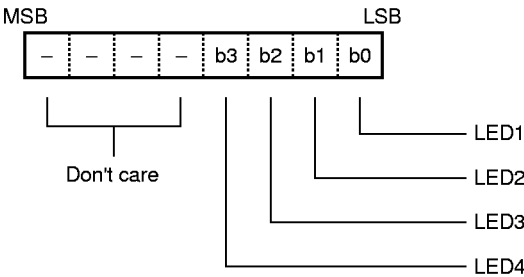 MSB LSB
– – – – b3 b2 b1 b0
LED1
Don't care
LED2
LED3
LED4